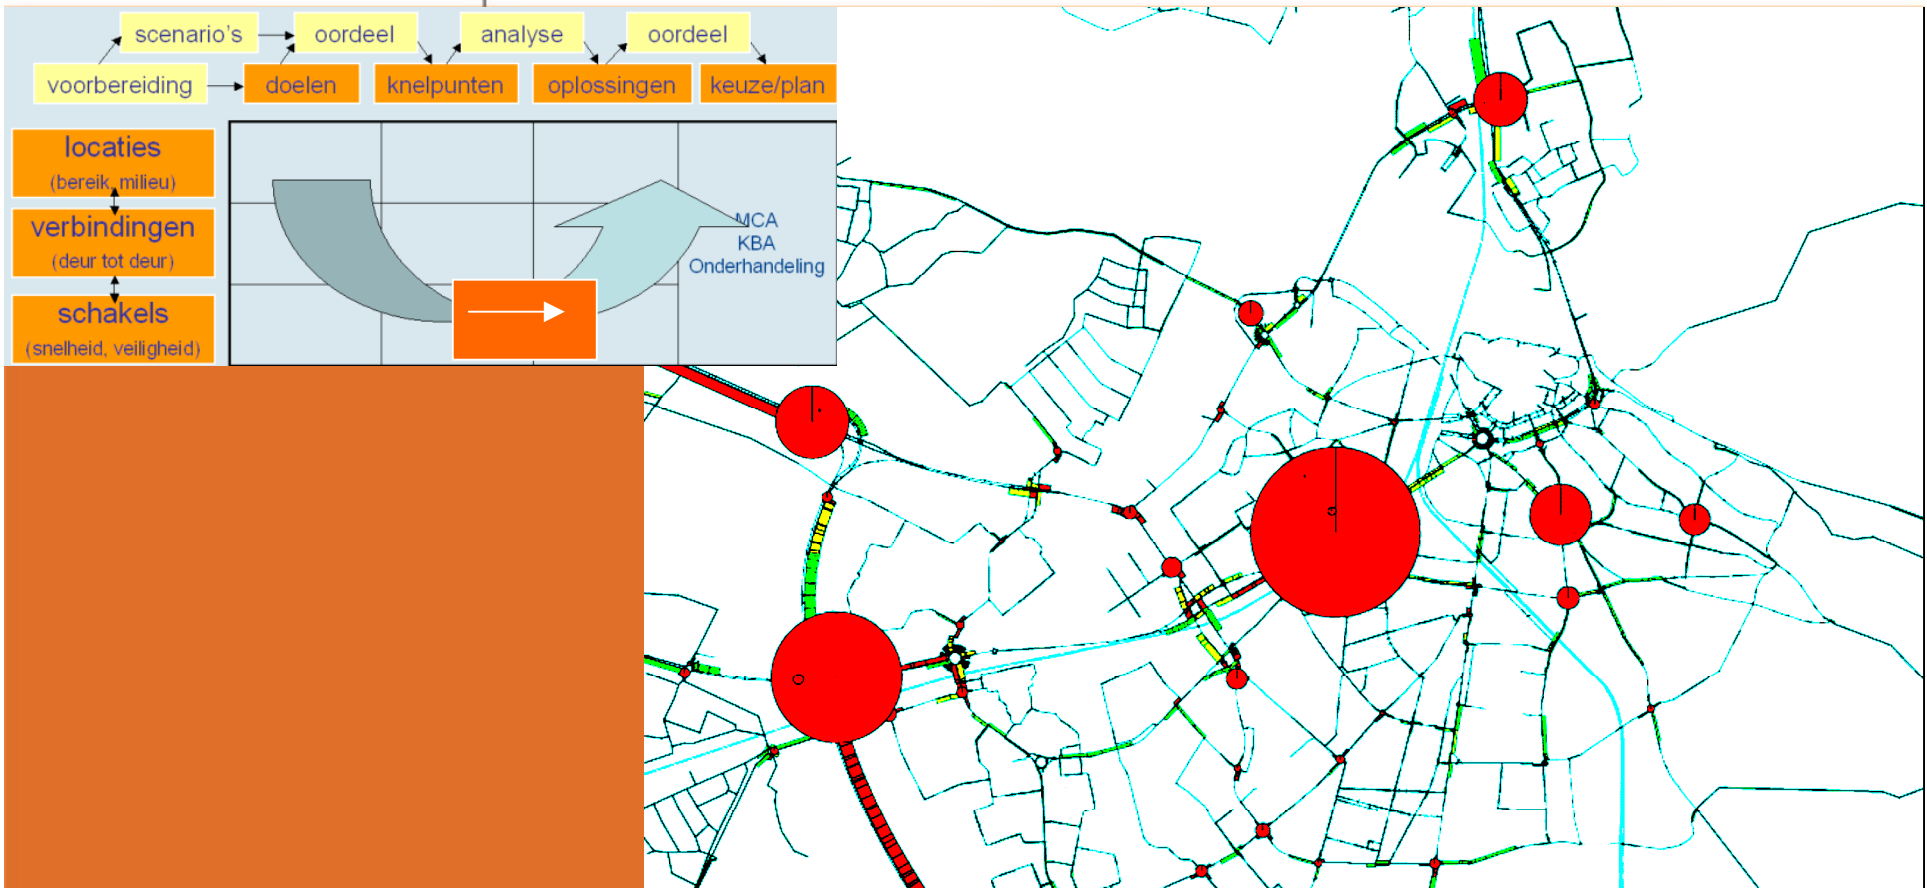 scenario's
oordeel
analyse
oordeel
voorbereiding
doelen
knelpunten
oplossingen
keuze/plan
locaties
(bereik, milieu)
verbindingen
(deur tot deur)
schakels
(snelheid, veiligheid)
MCA
KBA
Onderhandeling